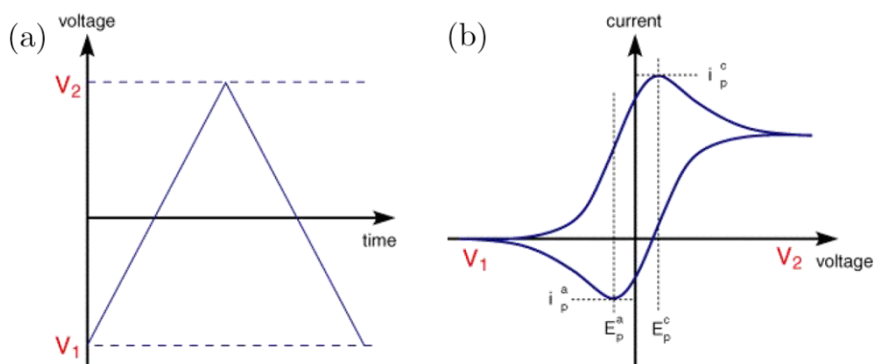 (a)
voltage
V2
V1
time
(b)
current
i p c
i p a
E p a
E p c
V1
V2
voltage